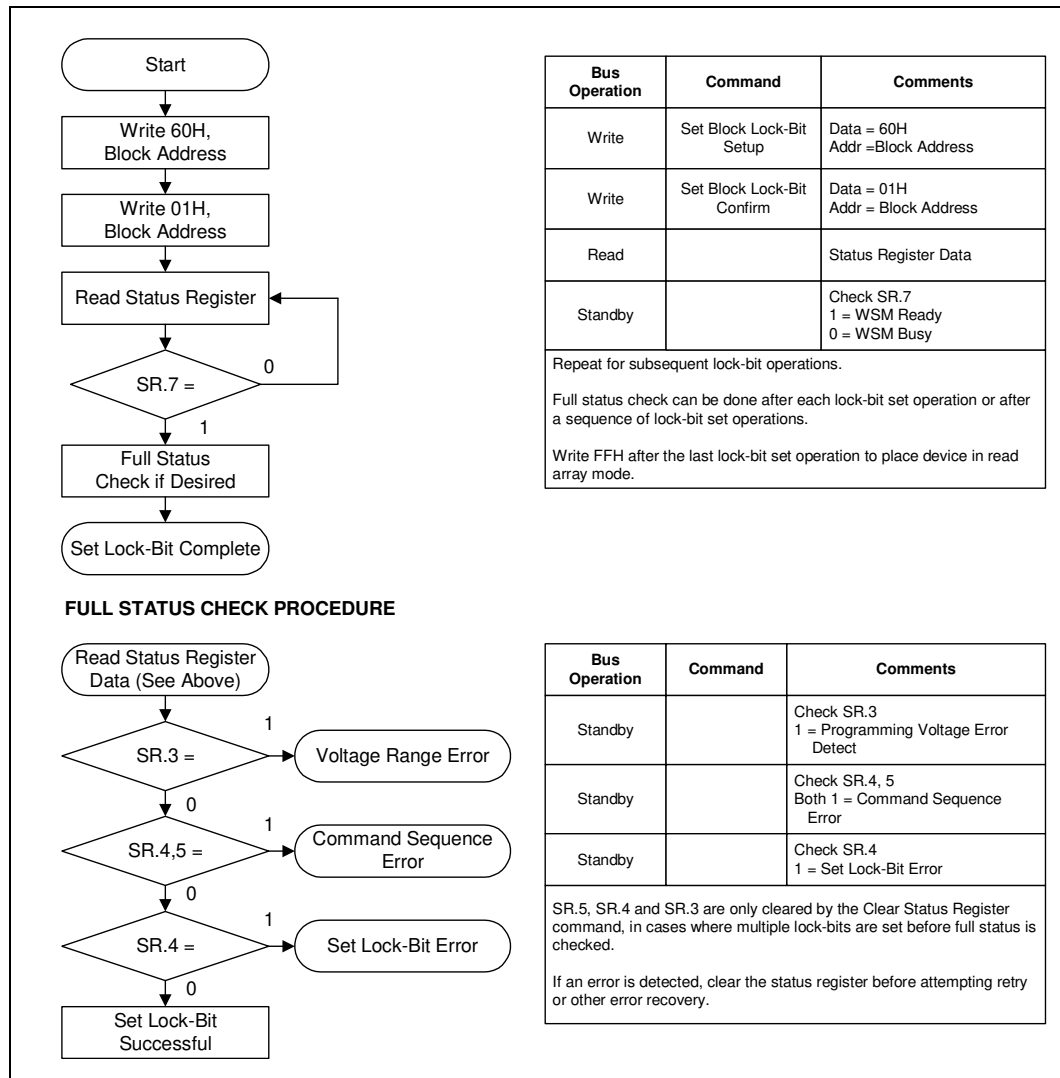 Start
Write 60H,
Block Address
Write 01H,
Block Address
Read Status Register
0
SR.7 =
1
Full Status
Check if Desired
Set Lock-Bit Complete
Bus
Operation
Command
Comments
Write
Set Block Lock-Bit
Setup
Data = 60H
Addr =Block Address
Write
Set Block Lock-Bit
Confirm
Data = 01H
Addr = Block Address
Read
Status Register Data
Standby
Check SR.7
1 = WSM Ready
0 = WSM Busy
Repeat for subsequent lock-bit operations.
Full status check can be done after each lock-bit set operation or after
a sequence of lock-bit set operations.
Write FFH after the last lock-bit set operation to place device in read
array mode.
FULL STATUS CHECK PROCEDURE
Read Status Register
Data (See Above)
1
SR.3 =
Voltage Range Error
0
1
SR.4,5 =
Command Sequence
Error
0
1
SR.4 =
Set Lock-Bit Error
0
Set Lock-Bit
Successful
Bus
Operation
Command
Comments
Standby
Check SR.3
1 = Programming Voltage Error
Detect
Standby
Check SR.4, 5
Both 1 = Command Sequence
Error
Standby
Check SR.4
1 = Set Lock-Bit Error
SR.5, SR.4 and SR.3 are only cleared by the Clear Status Register
command, in cases where multiple lock-bits are set before full status is
checked.
If an error is detected, clear the status register before attempting retry
or other error recovery.